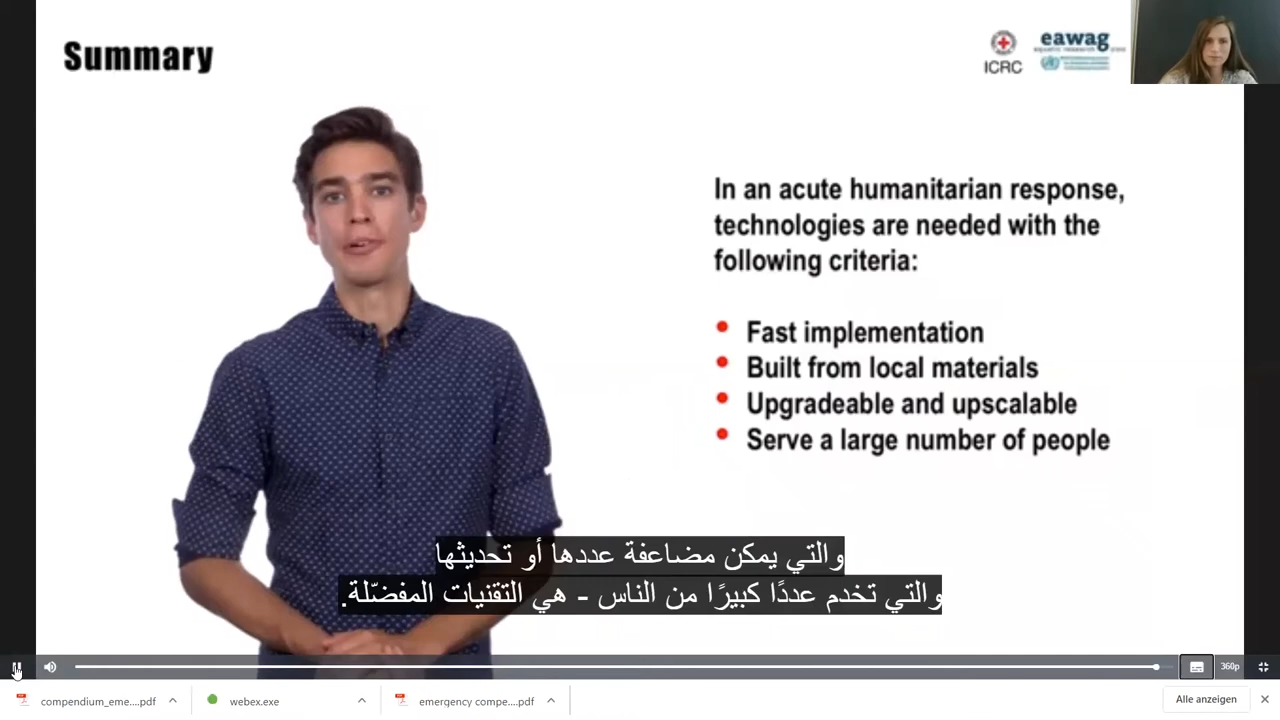 Summary
ICRC
eawag
In an acute humanitarian response,
technologies are needed with the
following criteria:
Fast implementation
Built from local materials
Upgradeable and upscalable
Serve a large number of people
والتي يمكن مضاعفة عددها أو تحديثها
والتي تخدم عددًا كبيرًا من الناس - هي التقنيات المفضّلة.
360p
compendium_eme....pdf
webex.exe
emergency compe....pdf
Alle anzeigen